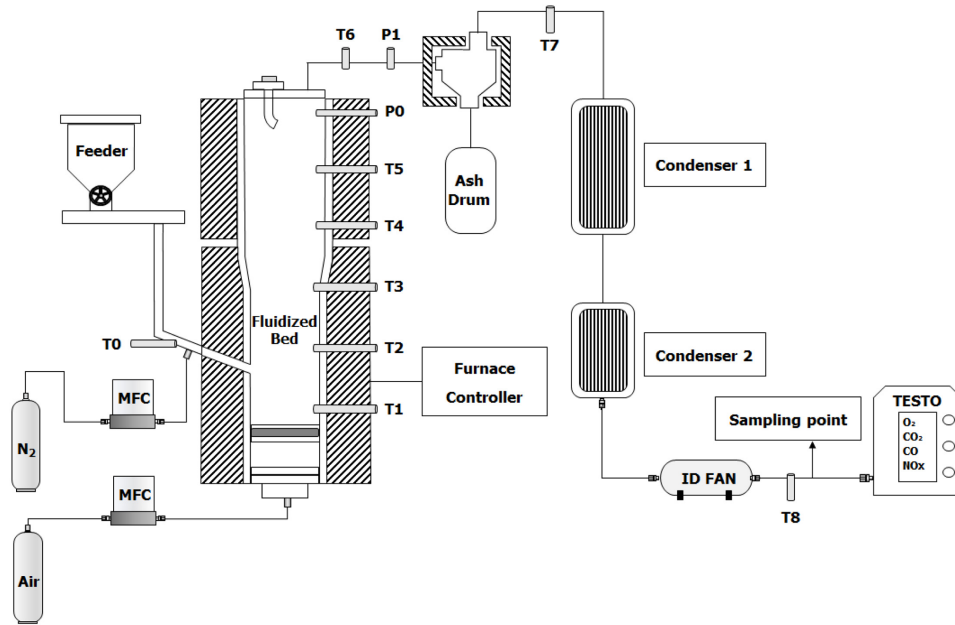 T6
P1
T7
P0
Feeder
T5
Ash
Drum
Condenser 1
T4
T3
Fluidized
Bed
T0
T2
Furnace
Controller
Condenser 2
T1
MFC
N₂
Sampling point
TESTO
O₂
CO₂
CO
NOx
ID FAN
MFC
T8
Air